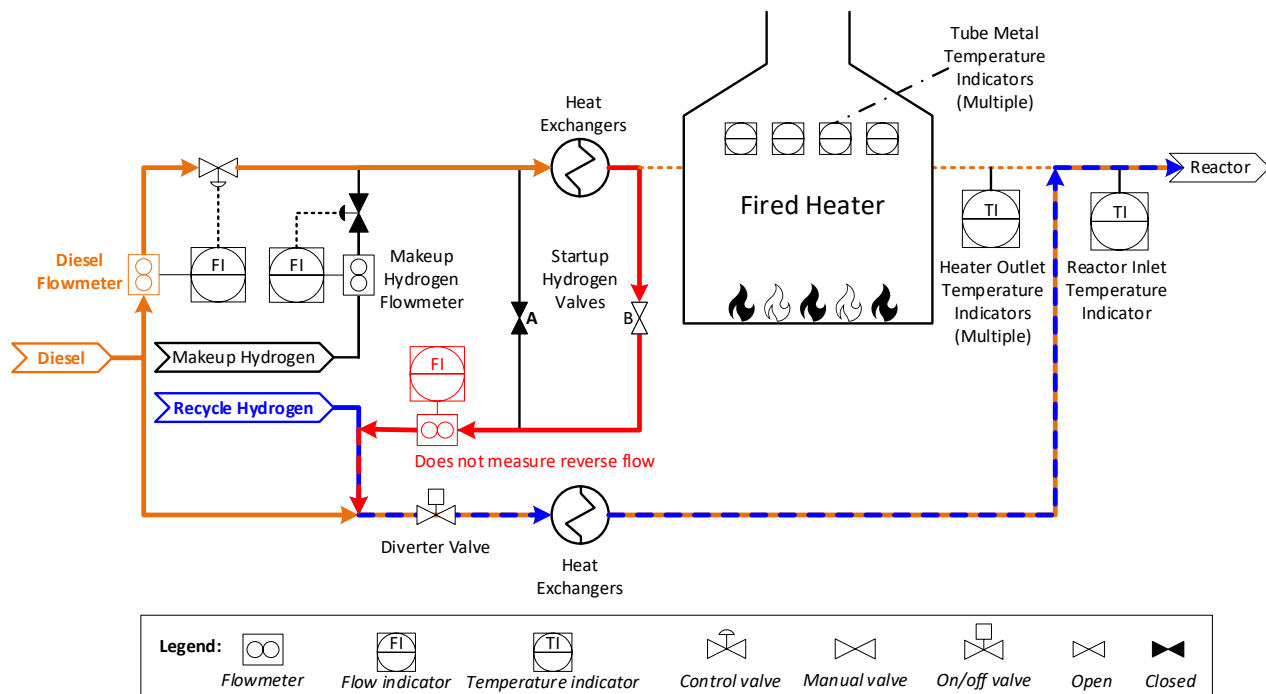 Tube Metal
Temperature
Indicators
(Multiple)
Heat
Exchangers
Reactor
Fired Heater
TI
TI
FI
FI
Diesel
Flowmeter
Makeup
Hydrogen
Flowmeter
Startup
Hydrogen
Valves
Heater Outlet
Temperature
Indicators
(Multiple)
Reactor Inlet
Temperature
Indicator
A
B
Diesel
Makeup Hydrogen
FI
Recycle Hydrogen
Does not measure reverse flow
Diverter Valve
Heat
Exchangers
Legend:
FI
TI
Flowmeter
Flow indicator
Temperature indicator
Control valve
Manual valve
On/off valve
Open
Closed